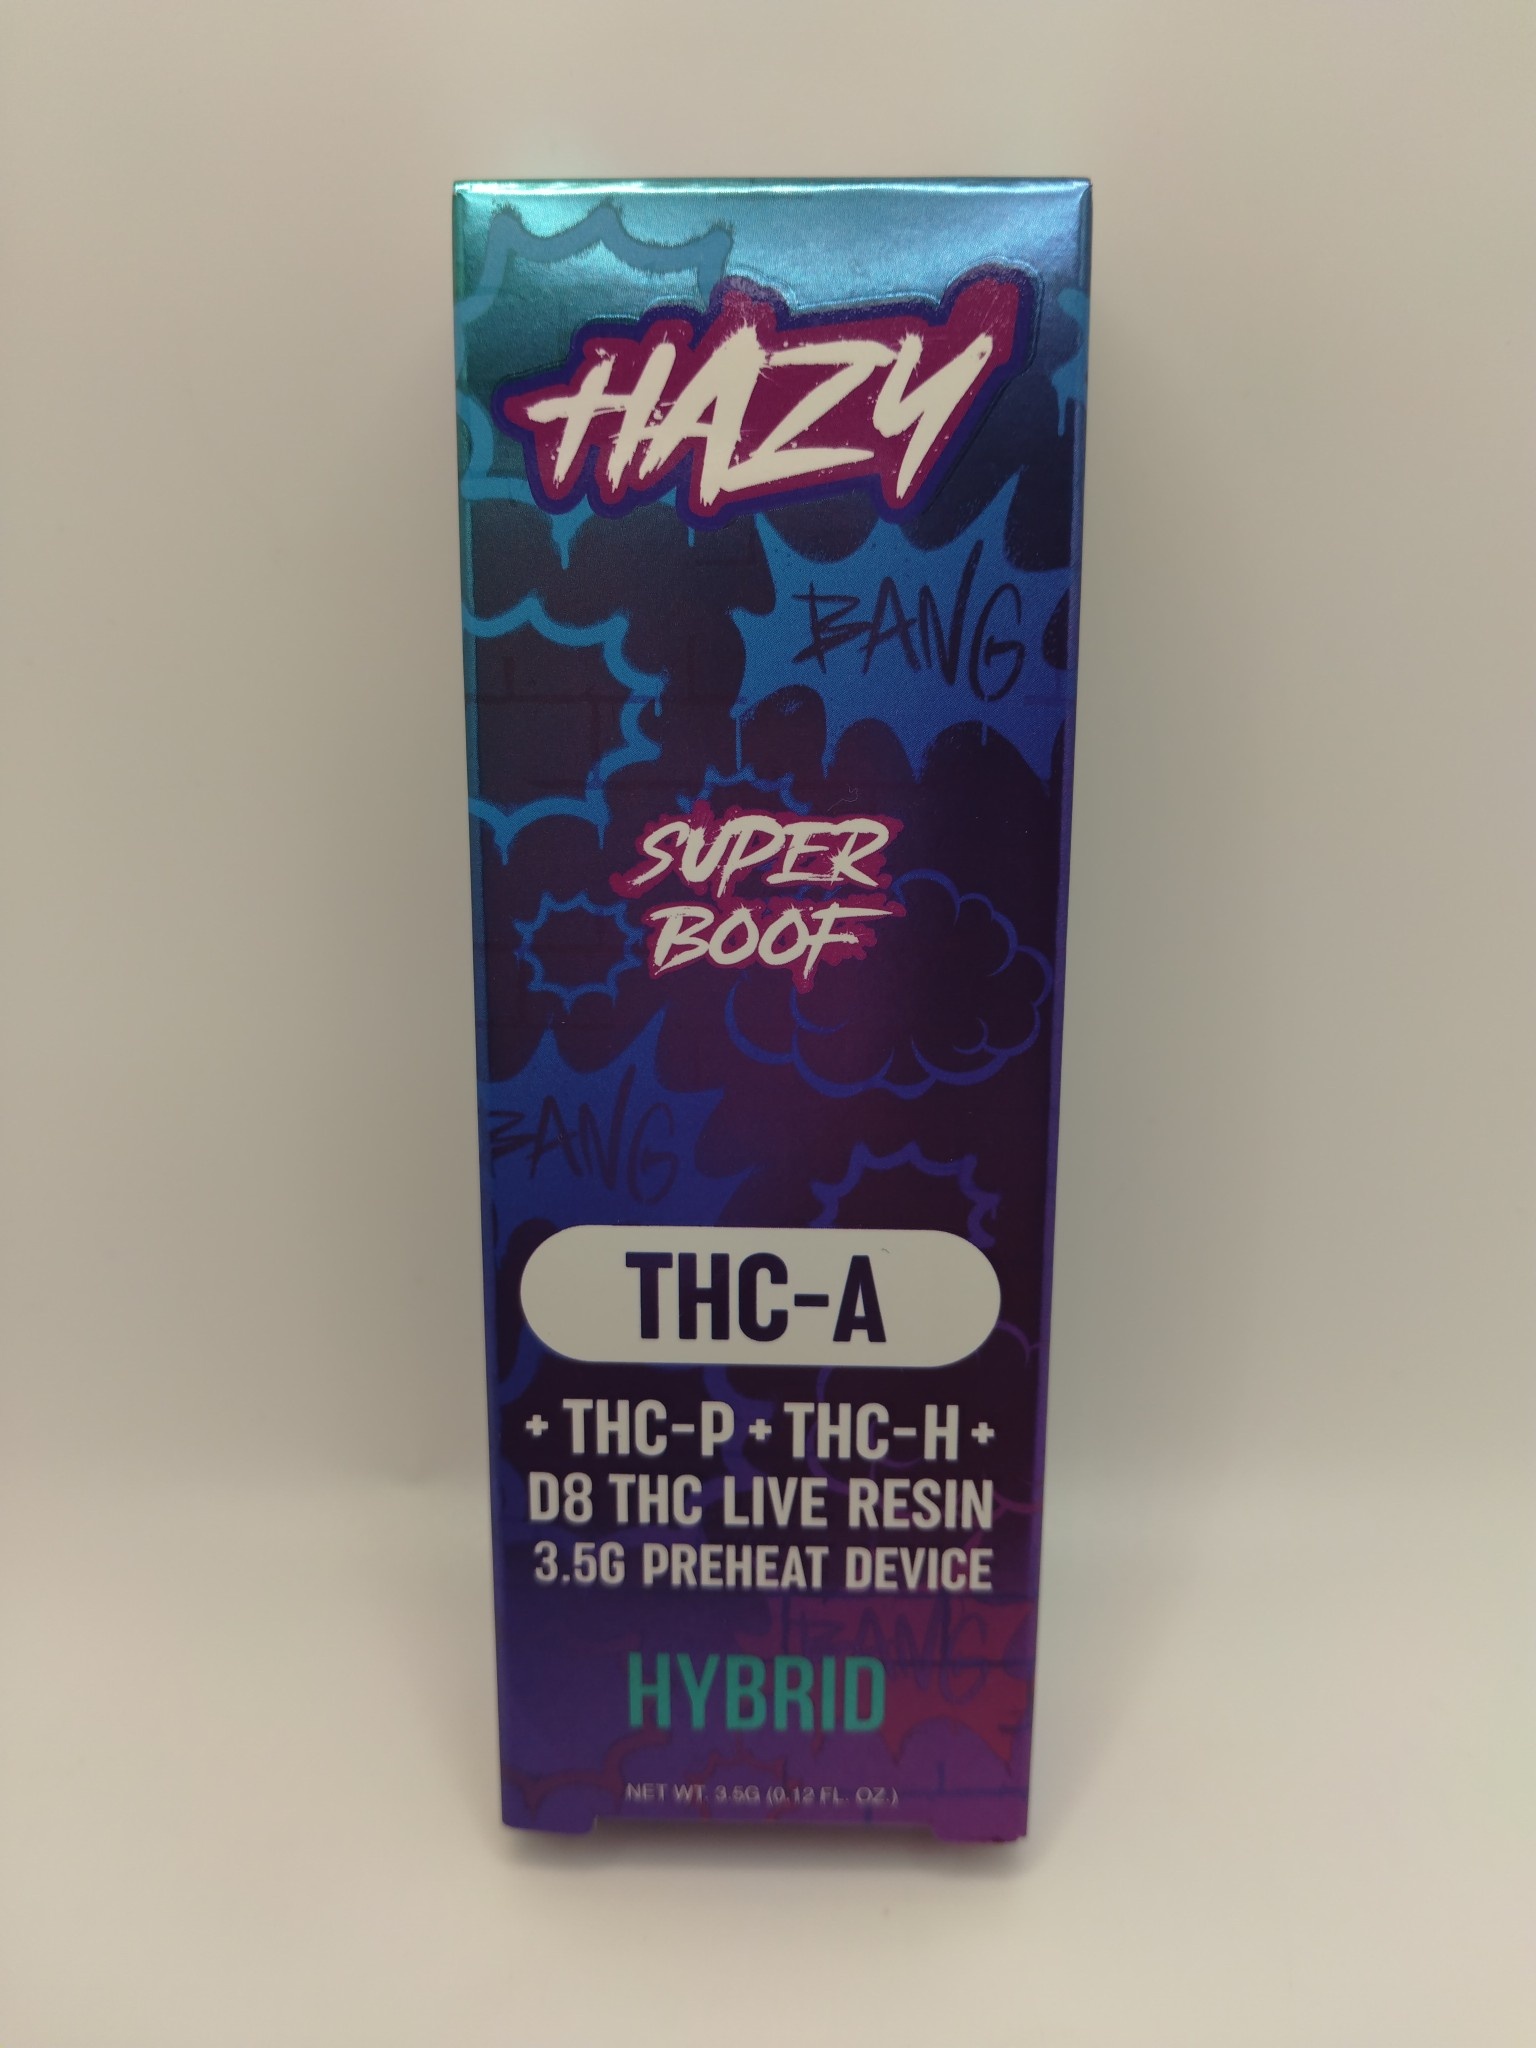 HAZY
BANG
SUPER
BOOF
BANG
THC-A
+ THC-P + THC-H +
D8 THC LIVE RESIN
3.5G PREHEAT DEVICE
BANG
HYBRID
NET WT. 3.5G (0.12 FL. OZ.)